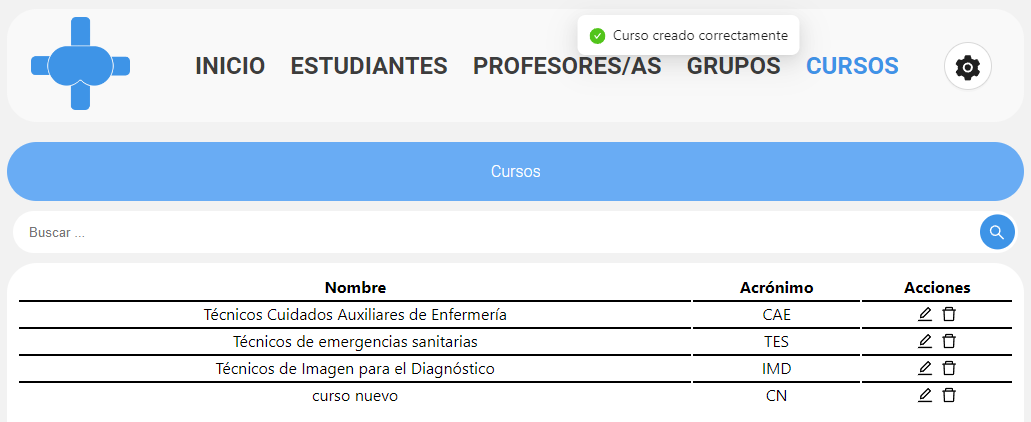 Curso creado correctamente
INICIO ESTUDIANTES PROFESORES/AS GRUPOS CURSOS
Cursos
Buscar ...
Nombre Acrónimo Acciones
Técnicos Cuidados Auxiliares de Enfermería CAE
Técnicos de emergencias sanitarias TES
Técnicos de Imagen para el Diagnóstico IMD
curso nuevo CN